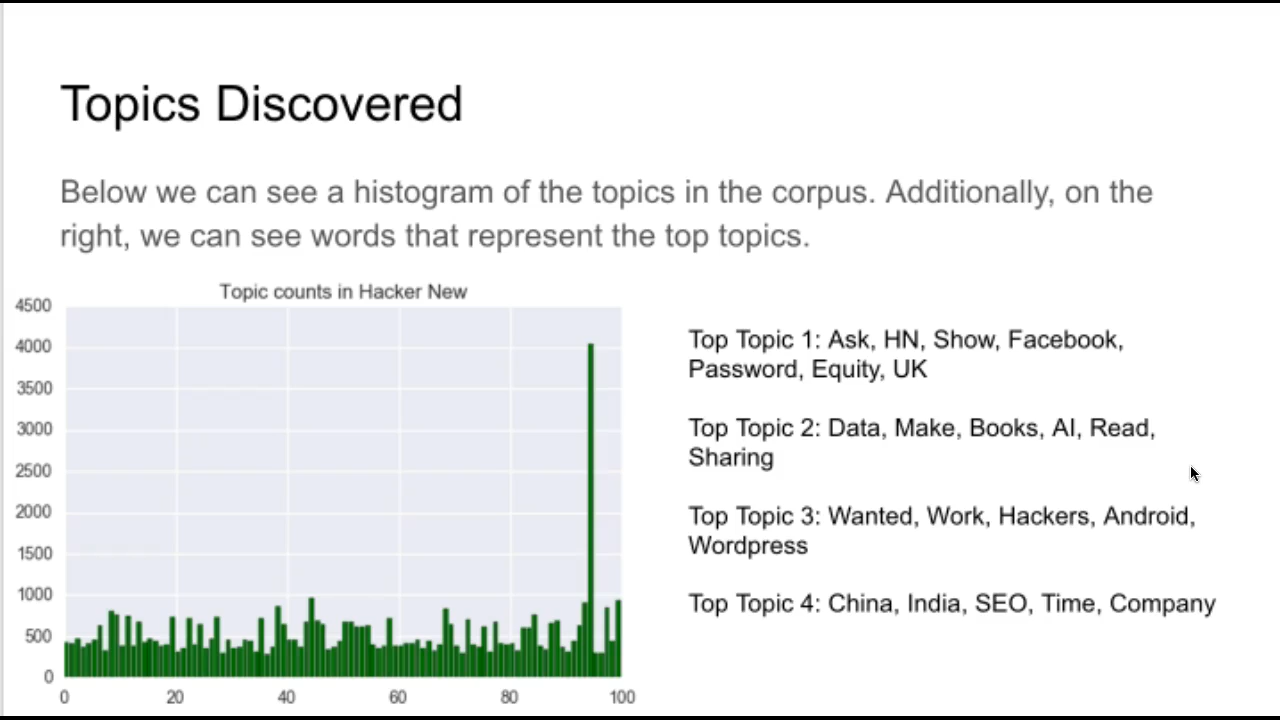 Topics Discovered
Below we can see a histogram of the topics in the corpus. Additionally, on the
right, we can see words that represent the top topics.
Topic counts in Hacker New
4500
4000
3500
3000
2500
2000
1500
1000
500
0
0 20 40 60 80 100
Top Topic 1: Ask, HN, Show, Facebook,
Password, Equity, UK
Top Topic 2: Data, Make, Books, AI, Read,
Sharing
Top Topic 3: Wanted, Work, Hackers, Android,
Wordpress
Top Topic 4: China, India, SEO, Time, Company